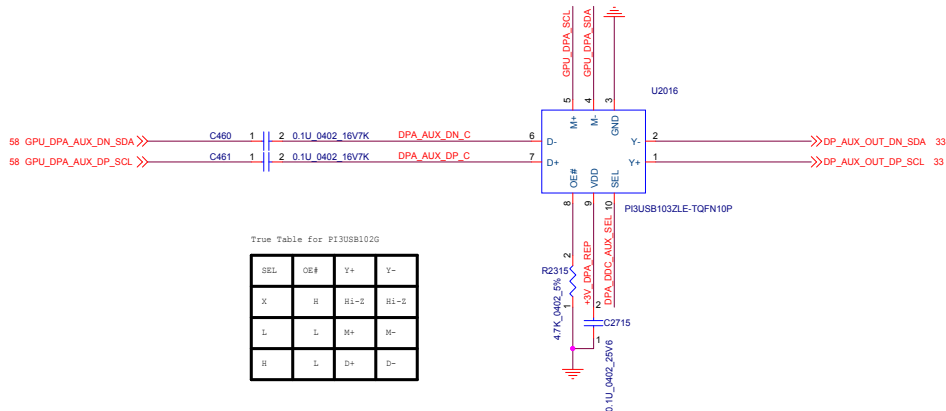 GPU_DPA_SCL
GPU_DPA_SDA
U2016
5
4
3
M+
M-
GND
58 GPU_DPA_AUX_DN_SDA
C460
1
2
0.1U_0402_16V7K
DPA_AUX_DN_C
6
D-
Y-
2
DP_AUX_OUT_DN_SDA 33
58 GPU_DPA_AUX_DP_SCL
C461
1
2
0.1U_0402_16V7K
DPA_AUX_DP_C
7
D+
Y+
1
DP_AUX_OUT_DP_SCL 33
OE#
VDD
SEL
8
9
10
PI3USB103ZLE-TQFN10P
True Table for PI3USB102G
SEL OE# Y+ Y-
X H Hi-Z Hi-Z
L L M+ M-
H L D+ D-
2
R2315
1
4.7K_0402_5%
+3V_DPA_REP
DPA_DDC_AUX_SEL
2
C2715
1
0.1U_0402_25V6